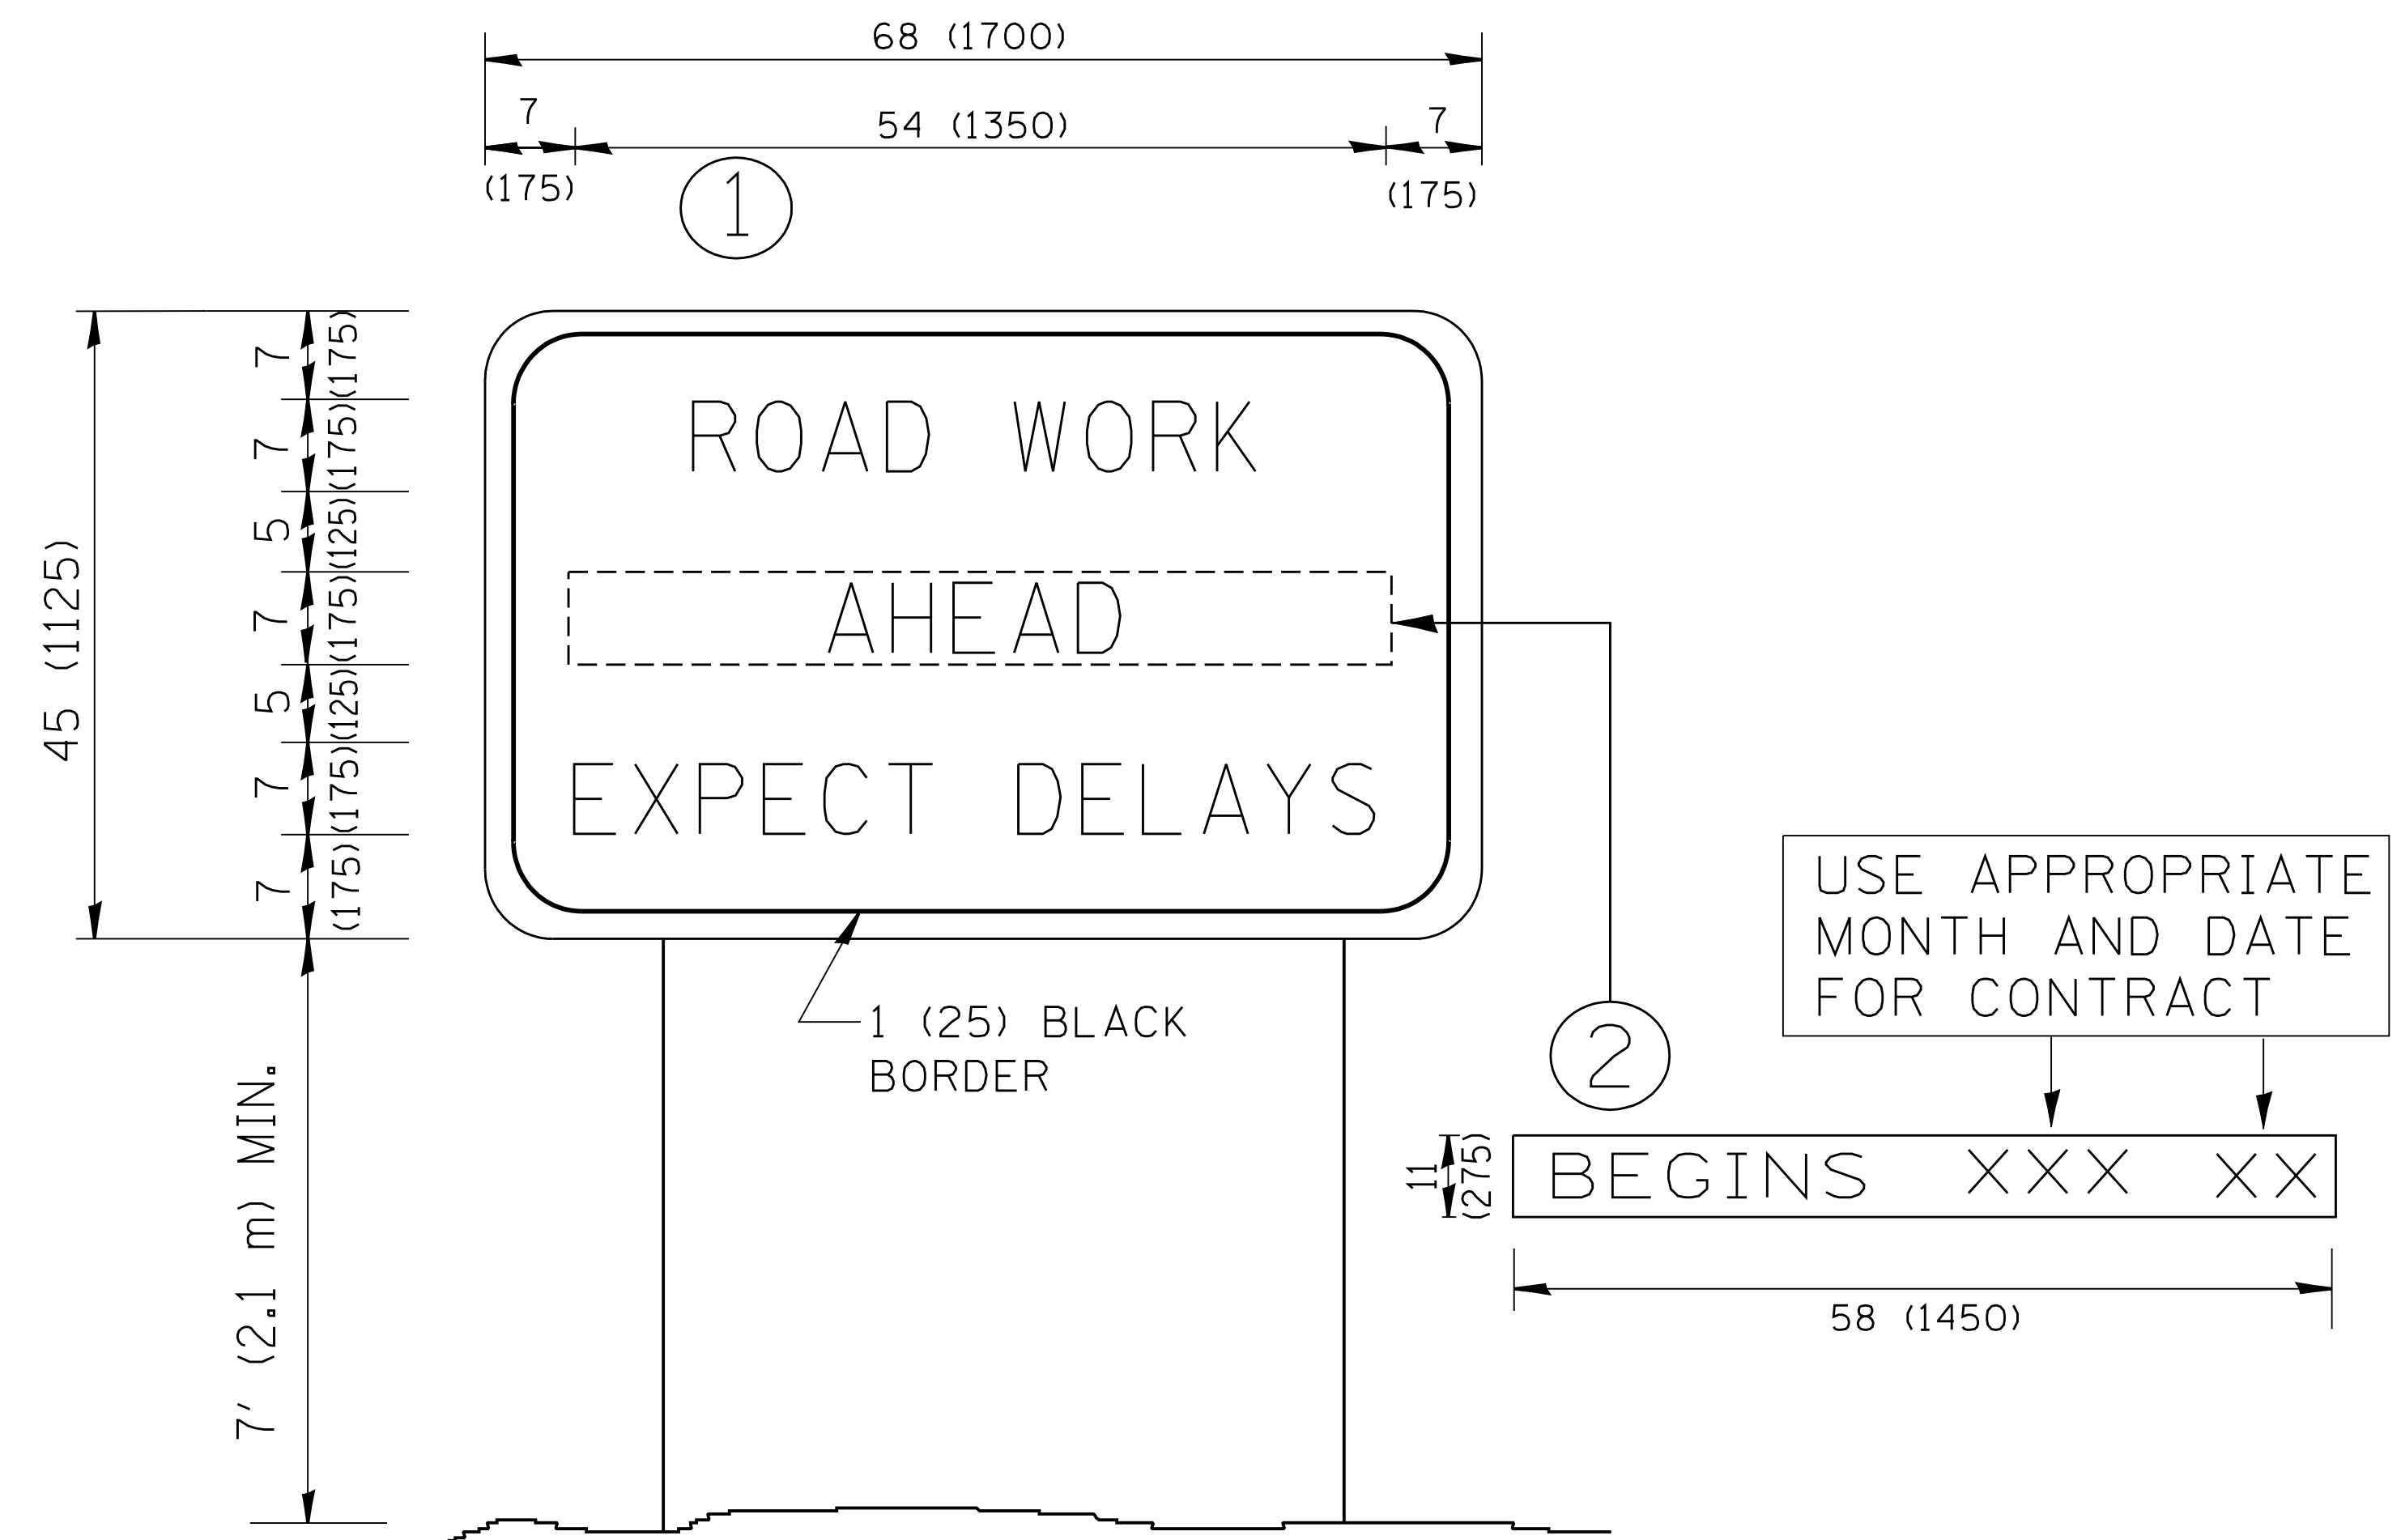 68 (1700)
7
54 (1350)
7
(175)
(175)
1
7
(175)
7
(175)
5
(125)
7
(175)
5
(125)
7
(175)
7
(175)
45 (1125)
ROAD WORK
AHEAD
EXPECT DELAYS
1 (25) BLACK
BORDER
7' (2.1 m) MIN.
2
USE APPROPRIATE
MONTH AND DATE
FOR CONTRACT
11
(275)
BEGINS XXX XX
58 (1450)